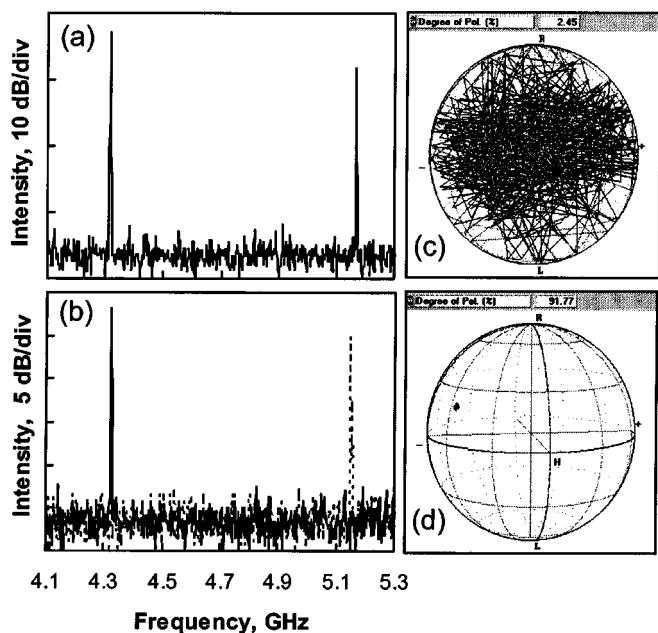 (a)
Intensity, 10 dB/div
Degree of Pol. [%] 2.45
R
+
−
L
(c)
(b)
Intensity, 5 dB/div
Degree of Pol. [%] 91.77
R
+
−
H
L
(d)
4.1 4.3 4.5 4.7 4.9 5.1 5.3
Frequency, GHz